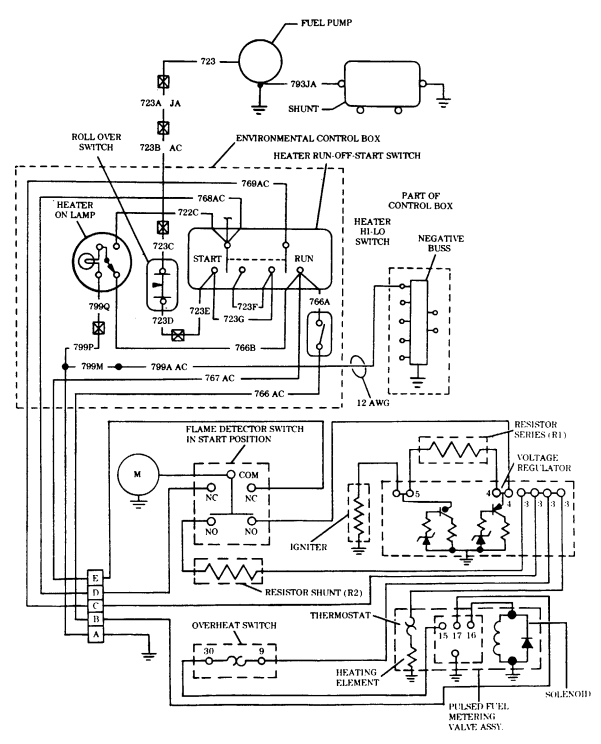 FUEL PUMP
723
793JA
SHUNT
723A JA
ROLL OVER
SWITCH
723B AC
ENVIRONMENTAL CONTROL BOX
HEATER RUN-OFF-START SWITCH
769AC
768AC
HEATER
ON LAMP
722C
HEATER
HI-LO
SWITCH
PART OF
CONTROL BOX
NEGATIVE
BUSS
723C
START
RUN
799Q
723D
723E
723F
723G
766A
799P
766B
799M
799A AC
767 AC
766 AC
12 AWG
FLAME DETECTOR SWITCH
IN START POSITION
RESISTOR
SERIES (R1)
VOLTAGE
REGULATOR
M
COM
NC
NC
NO
NO
IGNITER
5
4
4
3
3
3
3
RESISTOR SHUNT (R2)
E
D
C
B
A
THERMOSTAT
OVERHEAT SWITCH
30
9
15
17
16
HEATING
ELEMENT
SOLENOID
PULSED FUEL
METERING
VALVE ASSY.